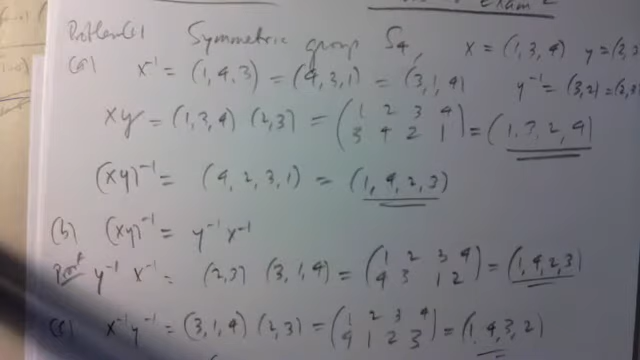 Exam 2
Problem 1 Symmetric group S₄, x = (1,3,4) y = (2,3
(a) x⁻¹ = (1,4,3) = (4,3,1) = (3,1,4) y⁻¹ = (3,2) = (2,3
xy = (1,3,4) (2,3) = (1 2 3 4 / 3 4 2 1) = (1,3,2,4)
(xy)⁻¹ = (4,2,3,1) = (1,4,2,3)
(b) (xy)⁻¹ = y⁻¹ x⁻¹
Proof y⁻¹ x⁻¹ = (2,3) (3,1,4) = (1 2 3 4 / 4 3 1 2) = (1,4,2,3)
(c) x⁻¹y⁻¹ = (3,1,4) (2,3) = (1 2 3 4 / 4 1 2 3) = (1,4,3,2)